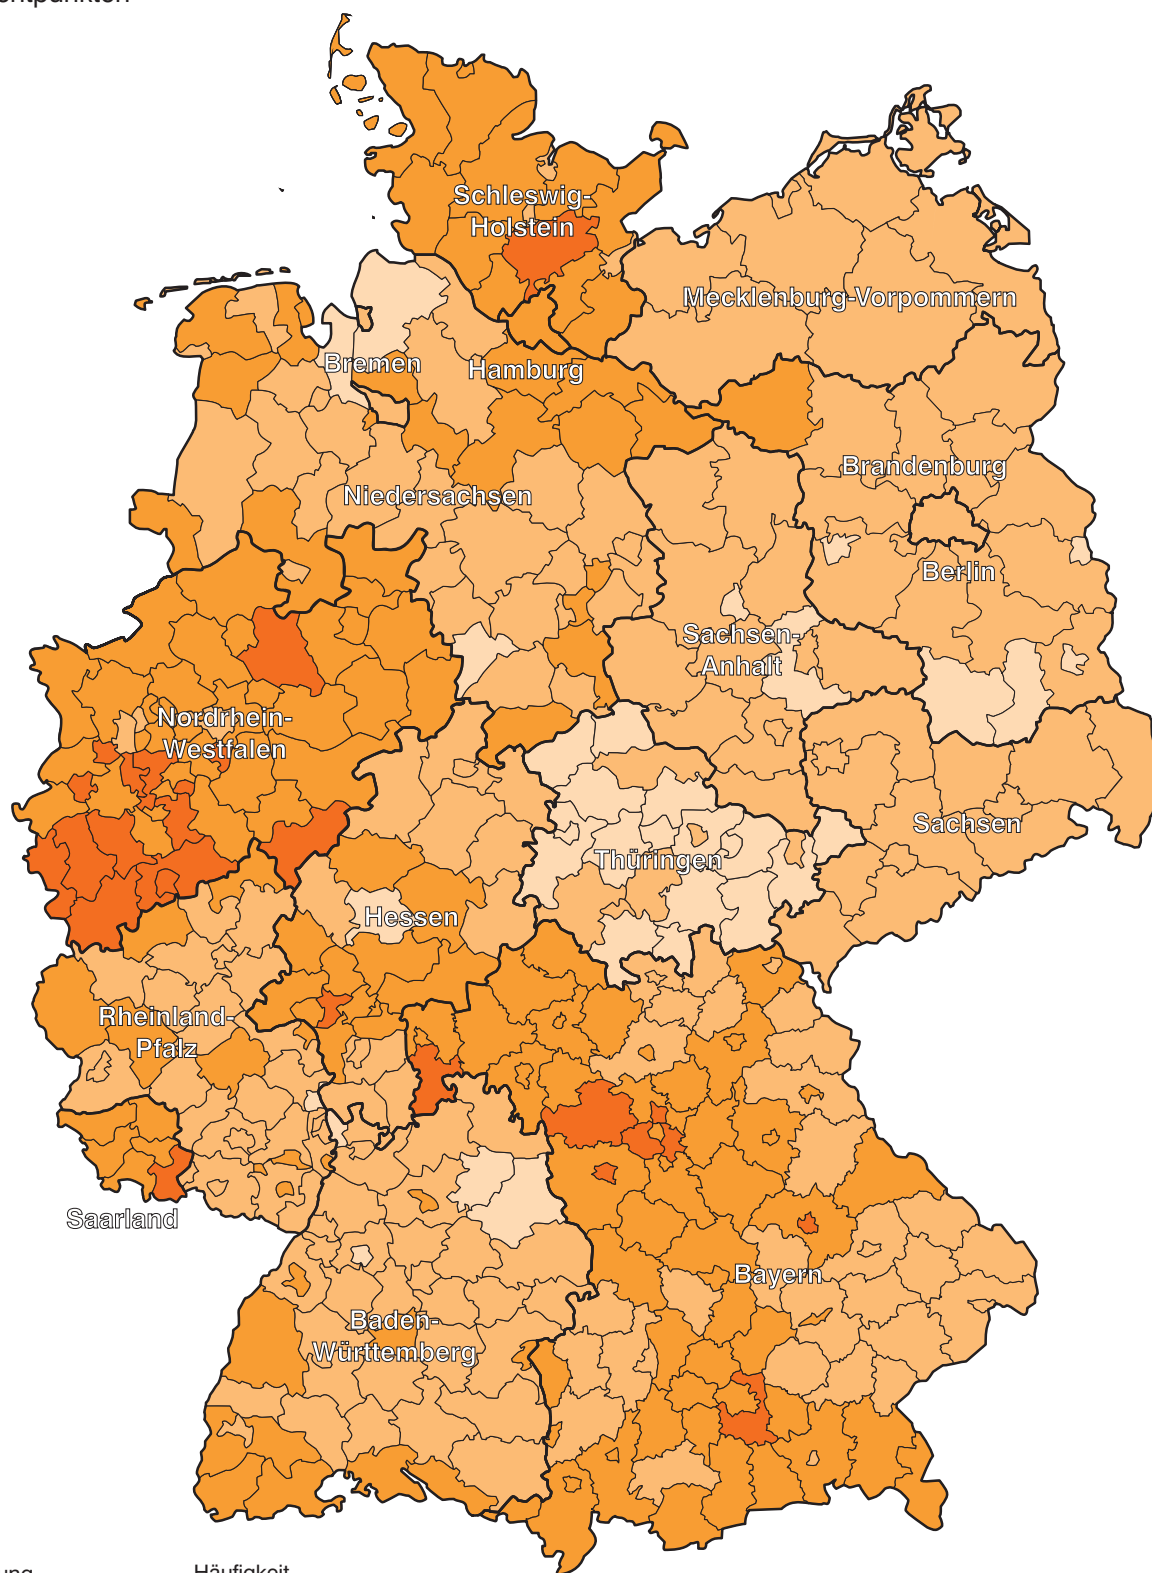 Schleswig-
Holstein
Mecklenburg-Vorpommern
Bremen
Hamburg
Brandenburg
Niedersachsen
Berlin
Sachsen-
Anhalt
Nordrhein-
Westfalen
Sachsen
Thüringen
Hessen
Rheinland-
Pfalz
Saarland
Bayern
Baden-
Württemberg
Häufigkeit